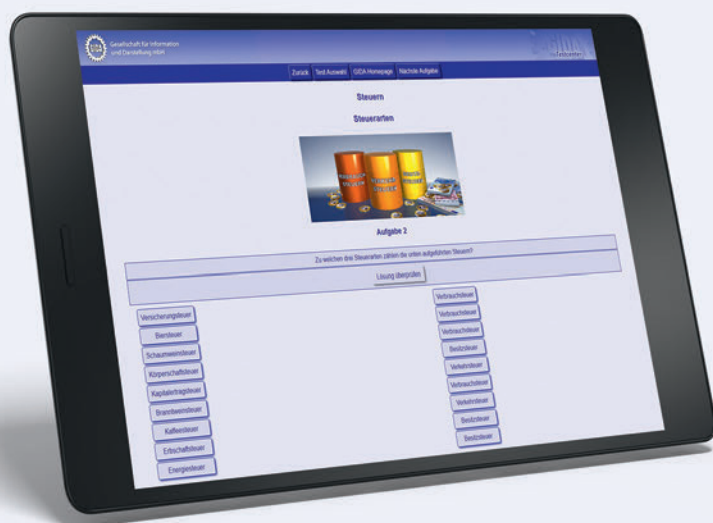 GIDA
Gesellschaft für Information
und Darstellung mbH
GIDA
Zurück Test Auswahl GIDA Homepage Nächste Aufgabe
Steuern
Steuerarten
Aufgabe 2
Zu welchen drei Steuerarten zählen die unten aufgeführten Steuern?
Lösung überprüfen
Versicherungsteuer
Biersteuer
Schaumweinsteuer
Körperschaftsteuer
Kapitalertragsteuer
Branntweinsteuer
Kaffeesteuer
Erbschaftsteuer
Energiesteuer
Verbrauchsteuer
Verbrauchsteuer
Verbrauchsteuer
Besitzsteuer
Verkehrsteuer
Verbrauchsteuer
Verkehrsteuer
Besitzsteuer
Besitzsteuer